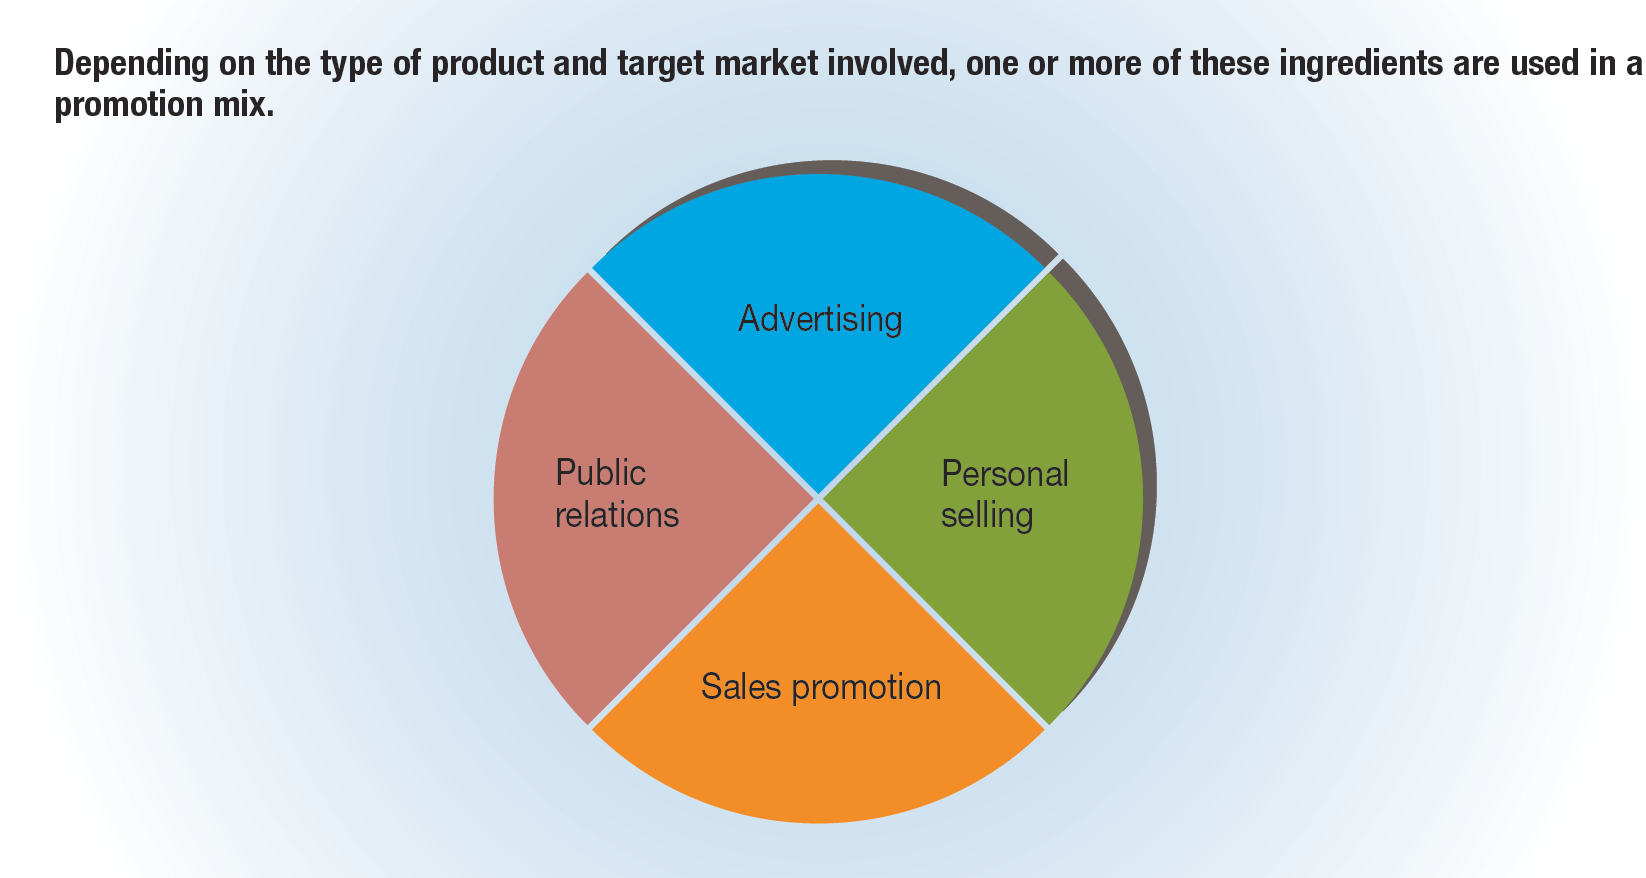 Depending on the type of product and target market involved, one or more of these ingredients are used in a
promotion mix.
Advertising
Public
relations
Personal
selling
Sales promotion